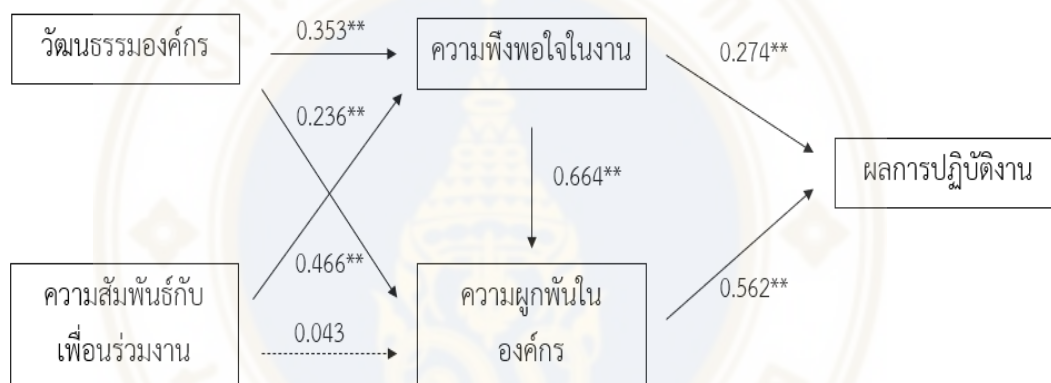 วัฒนธรรมองค์กร
0.353**
ความพึงพอใจในงาน
0.274**
0.236**
0.664**
ผลการปฏิบัติงาน
ความสัมพันธ์กับ
เพื่อนร่วมงาน
0.466**
0.043
ความผูกพันใน
องค์กร
0.562**